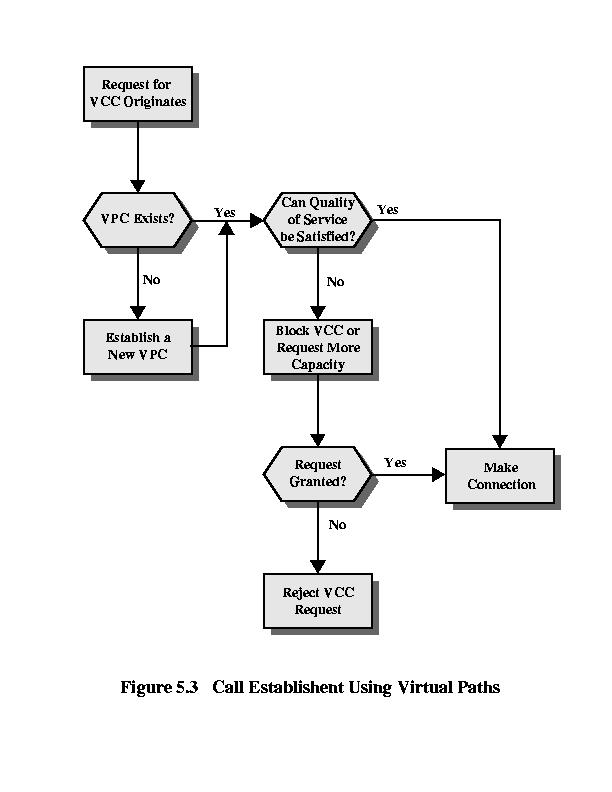 Request for
VCC Originates
VPC Exists?
Yes
Can Quality
of Service
be Satisfied?
Yes
No
No
Establish a
New VPC
Block VCC or
Request More
Capacity
Request
Granted?
Yes
Make
Connection
No
Reject VCC
Request
Figure 5.3 Call Establishent Using Virtual Paths